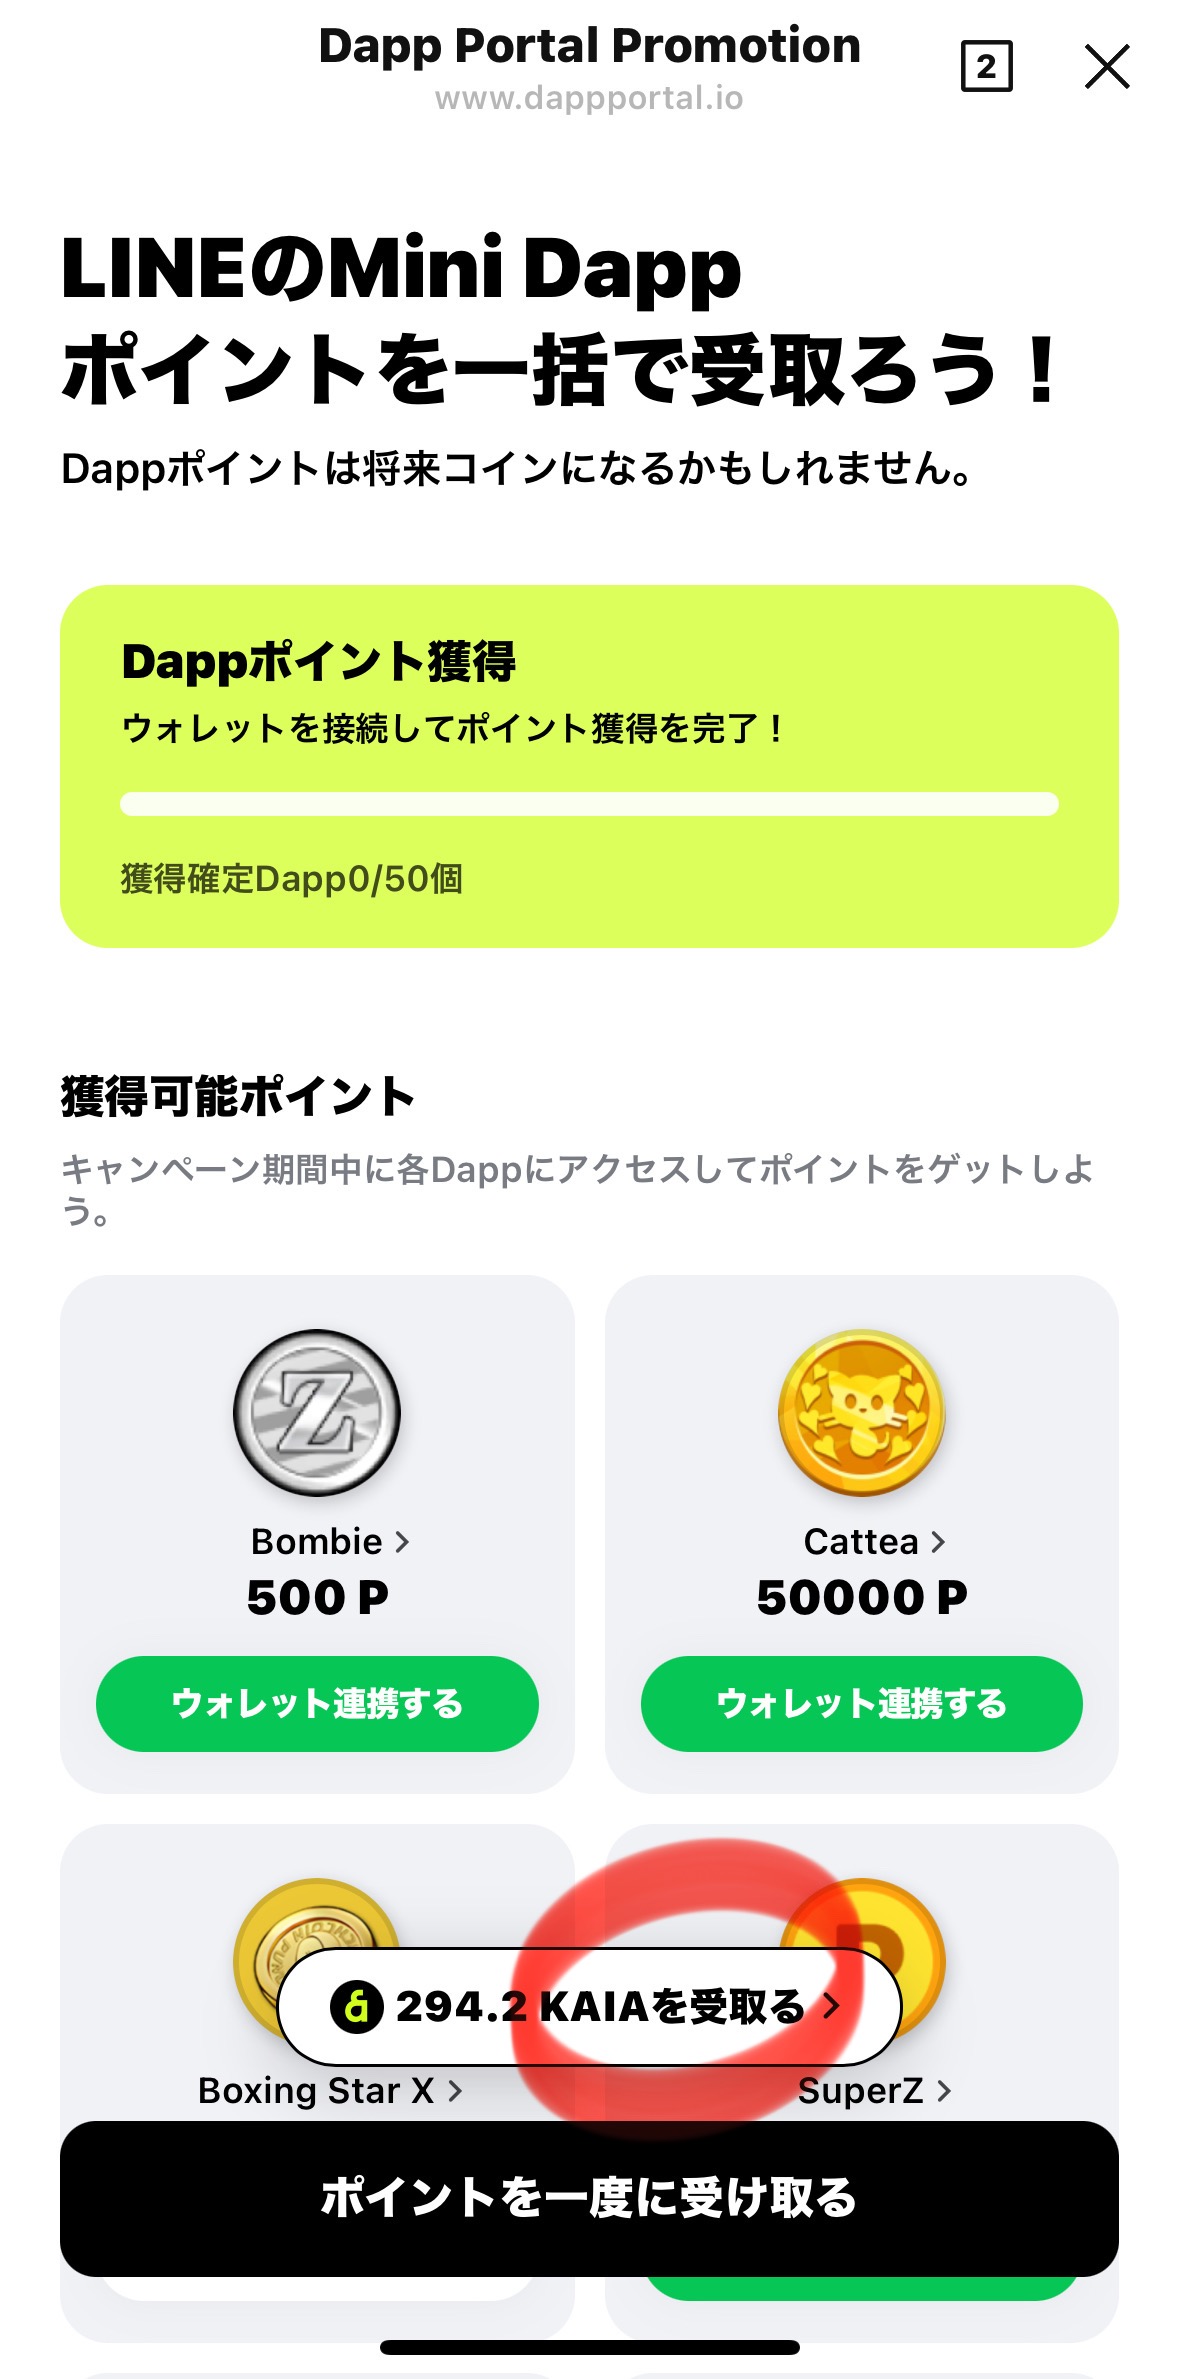 Dapp Portal Promotion
www.dappportal.io
2
LINEのMini Dapp
ポイントを一括で受取ろう！
Dappポイントは将来コインになるかもしれません。
Dappポイント獲得
ウォレットを接続してポイント獲得を完了！
獲得確定Dapp0/50個
獲得可能ポイント
キャンペーン期間中に各Dappにアクセスしてポイントをゲットしよ
う。
Z
Bombie >
500 P
ウォレット連携する
Cattea >
50000 P
ウォレット連携する
294.2 KAIAを受取る >
Boxing Star X >
SuperZ >
ポイントを一度に受け取る